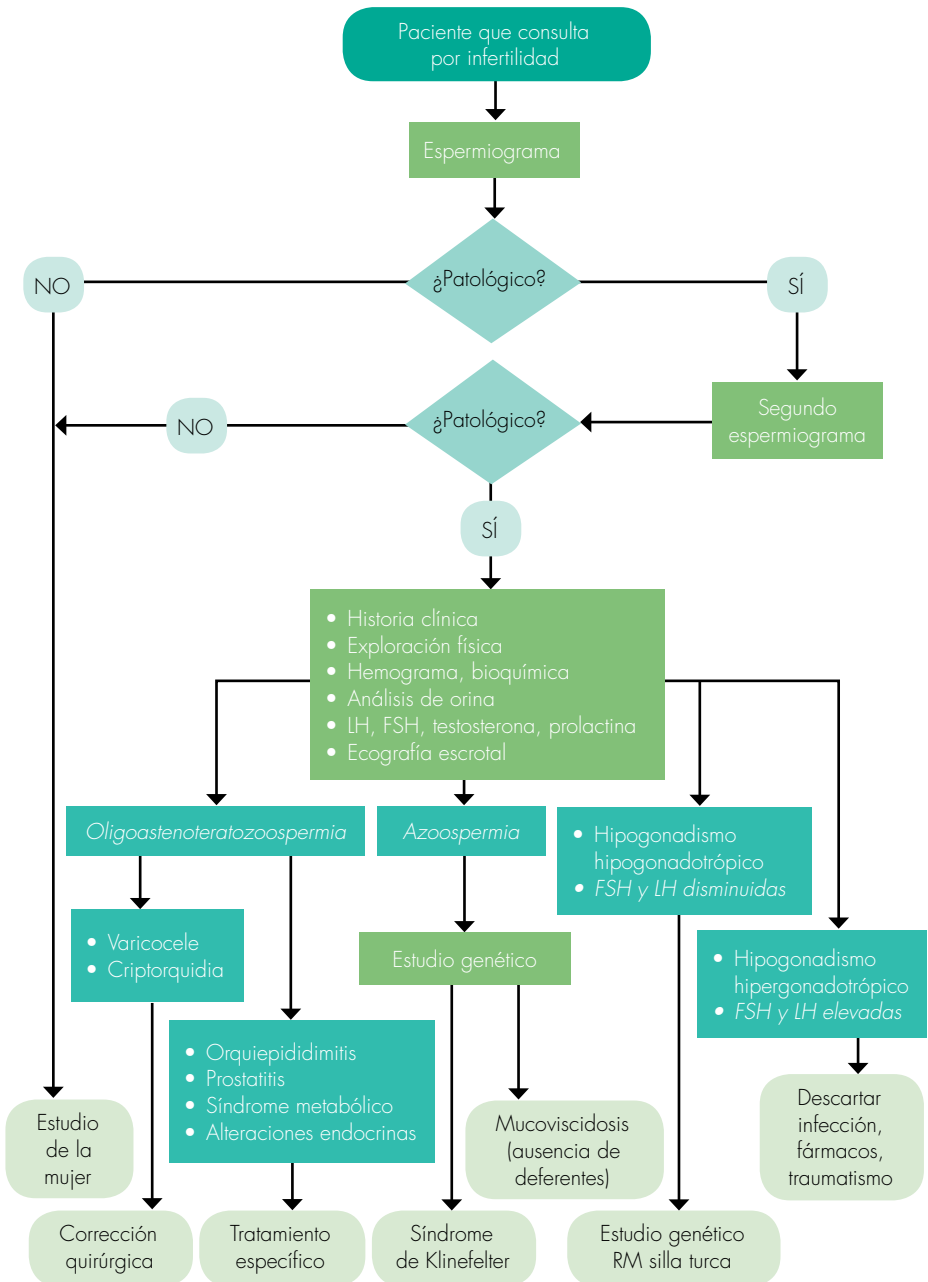 Paciente que consulta
por infertilidad
Espermiograma
¿Patológico?
NO
SÍ
¿Patológico?
NO
Segundo
espermiograma
SÍ
• Historia clínica
• Exploración física
• Hemograma, bioquímica
• Análisis de orina
• LH, FSH, testosterona, prolactina
• Ecografía escrotal
Oligoastenoteratozoospermia
Azoospermia
• Hipogonadismo
hipogonadotrópico
• FSH y LH disminuidas
• Varicocele
• Criptorquidia
Estudio genético
• Hipogonadismo
hipergonadotrópico
• FSH y LH elevadas
• Orquiepididimitis
• Prostatitis
• Síndrome metabólico
• Alteraciones endocrinas
Estudio
de la
mujer
Mucoviscidosis
(ausencia de
deferentes)
Descartar
infección,
fármacos,
traumatismo
Corrección
quirúrgica
Tratamiento
específico
Síndrome
de Klinefelter
Estudio genético
RM silla turca